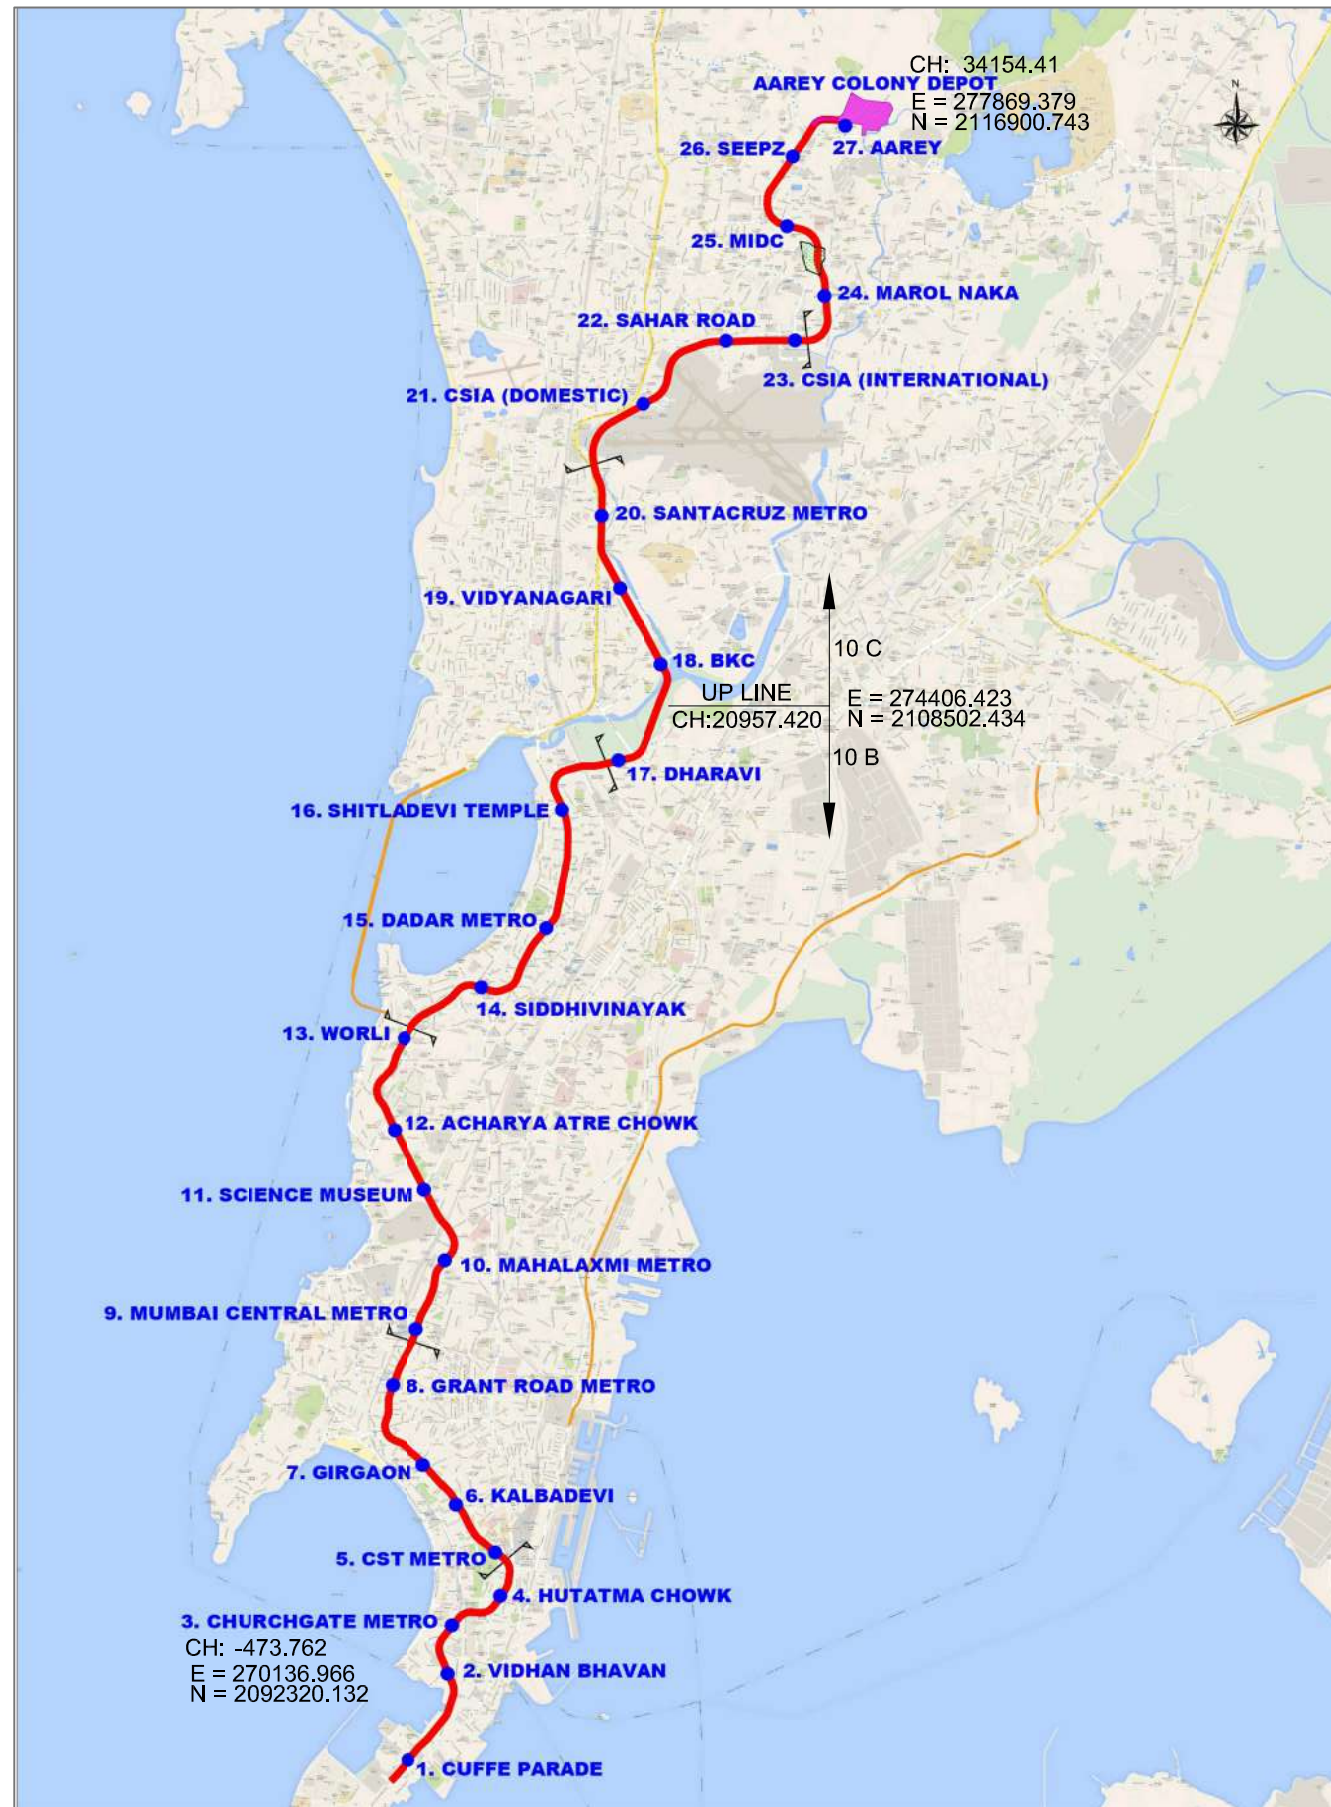 CH: 34154.41
AAREY COLONY DEPOT
E = 277869.379
N = 2116900.743
N
26. SEEPZ
27. AAREY
25. MIDC
24. MAROL NAKA
22. SAHAR ROAD
23. CSIA (INTERNATIONAL)
21. CSIA (DOMESTIC)
20. SANTACRUZ METRO
19. VIDYANAGARI
10 C
18. BKC
UP LINE
CH:20957.420
E = 274406.423
N = 2108502.434
10 B
17. DHARAVI
16. SHITLADEVI TEMPLE
15. DADAR METRO
14. SIDDHIVINAYAK
13. WORLI
12. ACHARYA ATRE CHOWK
11. SCIENCE MUSEUM
10. MAHALAXMI METRO
9. MUMBAI CENTRAL METRO
8. GRANT ROAD METRO
7. GIRGAON
6. KALBADEVI
5. CST METRO
4. HUTATMA CHOWK
3. CHURCHGATE METRO
CH: -473.762
E = 270136.966
N = 2092320.132
2. VIDHAN BHAVAN
1. CUFFE PARADE